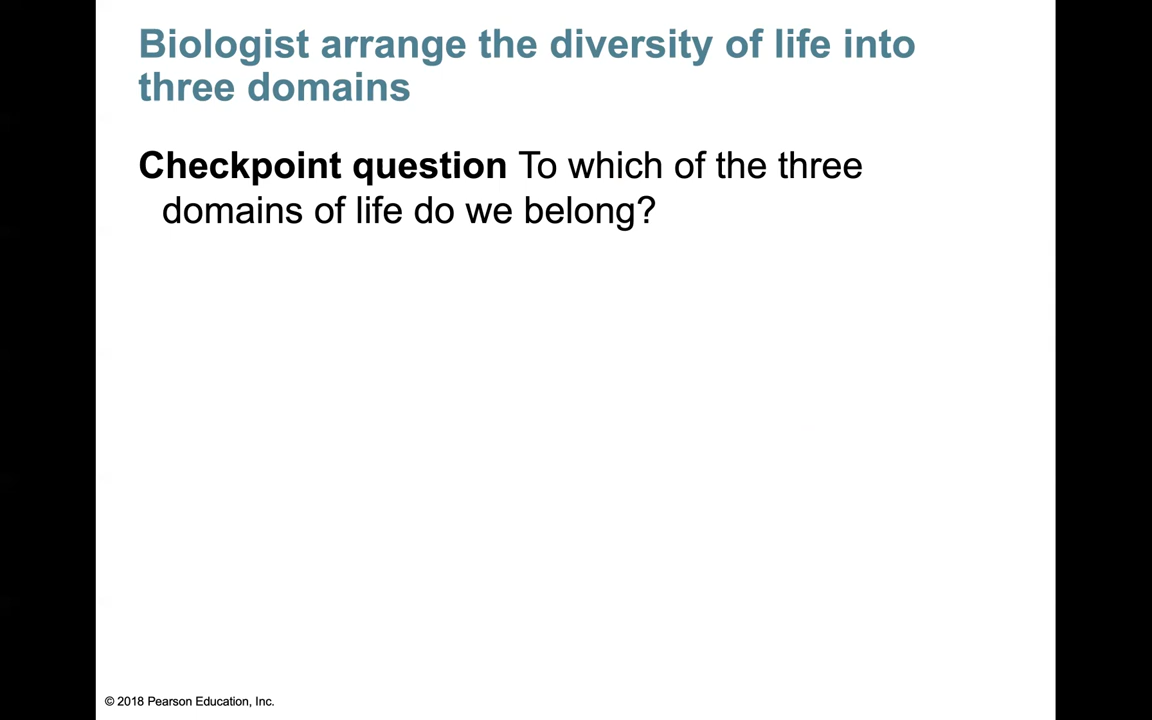 Biologist arrange the diversity of life into
three domains
Checkpoint question To which of the three
domains of life do we belong?
© 2018 Pearson Education, Inc.